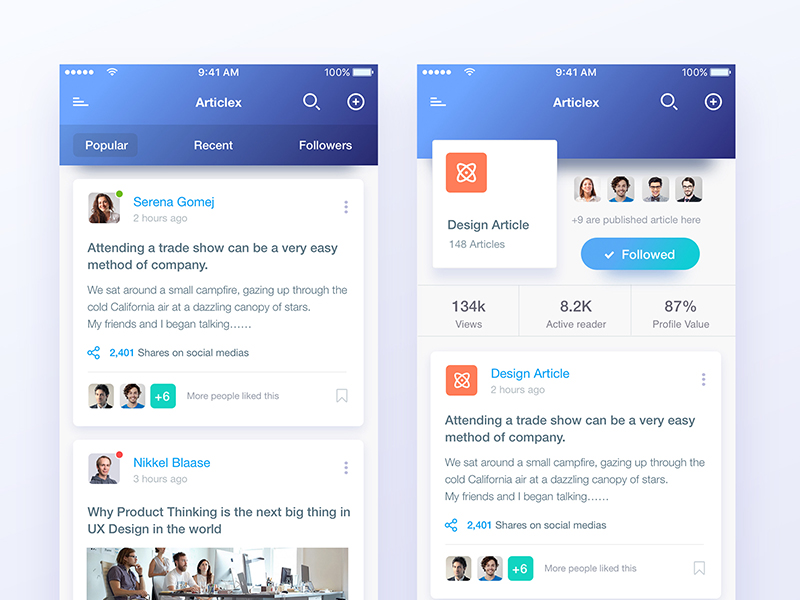 9:41 AM
100%
Articlex
Popular
Recent
Followers
Serena Gomej
2 hours ago
Attending a trade show can be a very easy
method of company.
We sat around a small campfire, gazing up through the
cold California air at a dazzling canopy of stars.
My friends and I began talking……
2,401 Shares on social medias
+6
More people liked this
Nikkel Blaase
3 hours ago
Why Product Thinking is the next big thing in
UX Design in the world
9:41 AM
100%
Articlex
Design Article
148 Articles
+9 are published article here
Followed
134k
Views
8.2K
Active reader
87%
Profile Value
Design Article
2 hours ago
Attending a trade show can be a very easy
method of company.
We sat around a small campfire, gazing up through the
cold California air at a dazzling canopy of stars.
My friends and I began talking……
2,401 Shares on social medias
+6
More people liked this